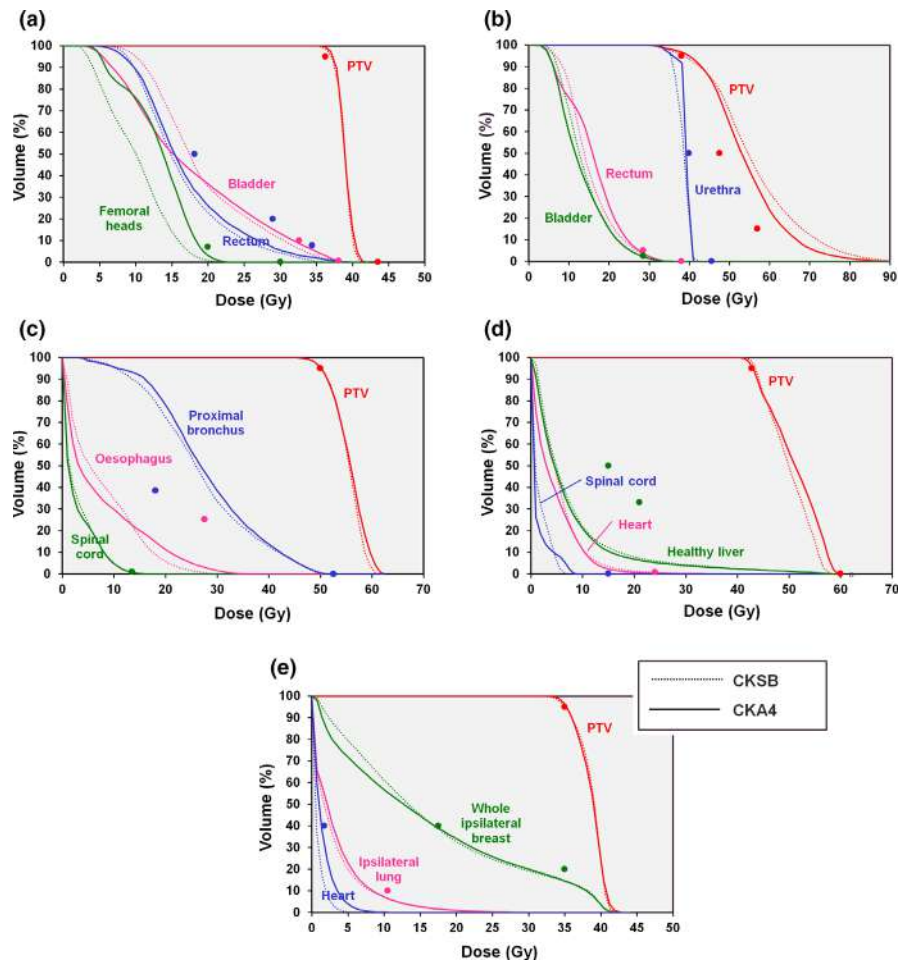 (a)
100
90
80
70
60
50
40
30
20
10
0
Volume (%)
PTV
Bladder
Femoral
heads
Rectum
0 5 10 15 20 25 30 35 40 45 50
Dose (Gy)
(b)
100
90
80
70
60
50
40
30
20
10
0
Volume (%)
PTV
Rectum
Urethra
Bladder
0 10 20 30 40 50 60 70 80 90
Dose (Gy)
(c)
100
90
80
70
60
50
40
30
20
10
0
Volume (%)
PTV
Proximal
bronchus
Oesophagus
Spinal
cord
0 10 20 30 40 50 60 70
Dose (Gy)
(d)
100
90
80
70
60
50
40
30
20
10
0
Volume (%)
PTV
Spinal cord
Heart
Healthy liver
0 10 20 30 40 50 60 70
Dose (Gy)
(e)
100
90
80
70
60
50
40
30
20
10
0
Volume (%)
PTV
Whole
ipsilateral
breast
Ipsilateral
lung
Heart
0 5 10 15 20 25 30 35 40 45 50
Dose (Gy)
CKSB
CKA4